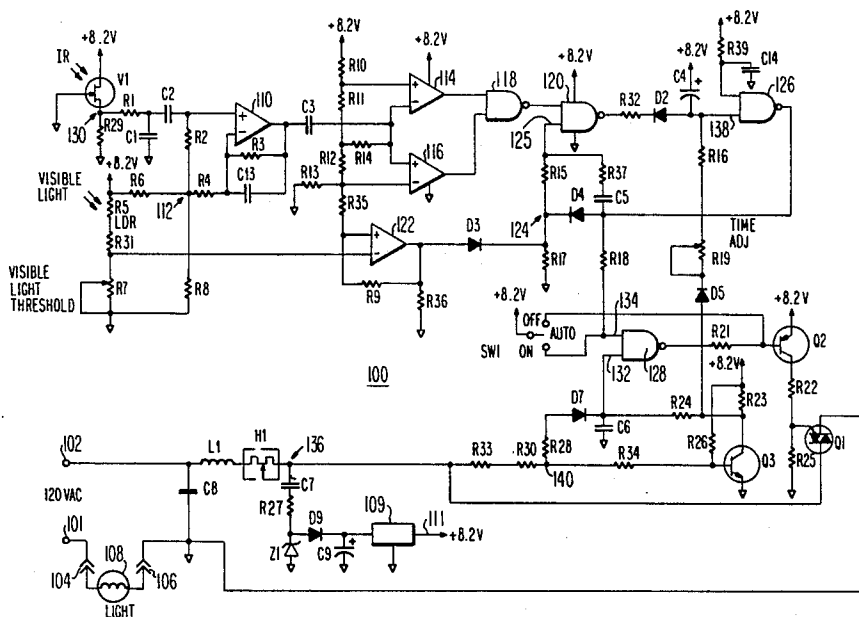 +8.2V
IR
V1
130
R29
R1
C1
C2
R2
110
R3
C13
C3
+8.2V
R10
R11
R12
R13
R14
R35
+8.2V
114
116
118
+8.2V
120
125
R32
D2
+8.2V
C4
+8.2V
R39
C14
126
138
R16
VISIBLE LIGHT
+8.2V
R5
LDR
R31
R6
112
R4
R8
VISIBLE
LIGHT
THRESHOLD
R7
122
R9
R36
D3
124
R15
R37
C5
D4
R17
R18
TIME
ADJ
R19
D5
+8.2V
OFF
AUTO
ON
SW1
134
132
128
R21
+8.2V
Q2
R22
Q1
R25
100
D7
C6
R24
+8.2V
R23
R26
Q3
102
120VAC
101
104
108
LIGHT
106
C8
L1
H1
136
C7
R27
Z1
D9
C9
109
111
+8.2V
R33
R30
R28
140
R34